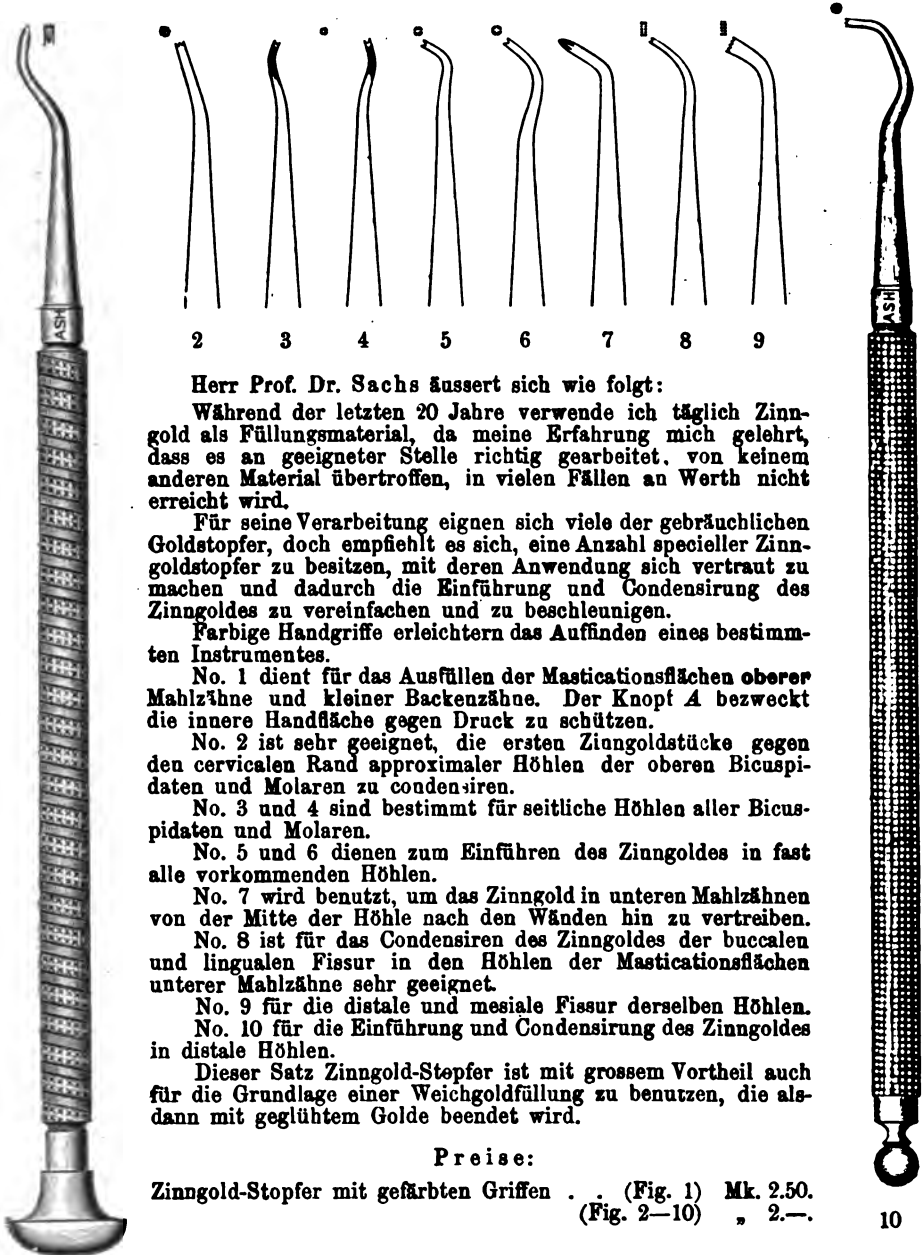 ASH
ASH
2 3 4 5 6 7 8 9
Herr Prof. Dr. Sachs äussert sich wie folgt:
Während der letzten 20 Jahre verwende ich täglich Zinn-
gold als Füllungsmaterial, da meine Erfahrung mich gelehrt,
dass es an geeigneter Stelle richtig gearbeitet, von keinem
anderen Material übertroffen, in vielen Fällen an Werth nicht
erreicht wird.
Für seine Verarbeitung eignen sich viele der gebräuchlichen
Goldstopfer, doch empfiehlt es sich, eine Anzahl specieller Zinn-
goldstopfer zu besitzen, mit deren Anwendung sich vertraut zu
machen und dadurch die Einführung und Condensirung des
Zinngoldes zu vereinfachen und zu beschleunigen.
Farbige Handgriffe erleichtern das Auffinden eines bestimm-
ten Instrumentes.
No. 1 dient für das Ausfüllen der Masticationsflächen oberer
Mahlzähne und kleiner Backenzähne. Der Knopf A bezweckt
die innere Handfläche gegen Druck zu schützen.
No. 2 ist sehr geeignet, die ersten Zinngoldstücke gegen
den cervicalen Rand approximaler Höhlen der oberen Bicuspi-
daten und Molaren zu condensiren.
No. 3 und 4 sind bestimmt für seitliche Höhlen aller Bicus-
pidaten und Molaren.
No. 5 und 6 dienen zum Einführen des Zinngoldes in fast
alle vorkommenden Höhlen.
No. 7 wird benutzt, um das Zinngold in unteren Mahlzähnen
von der Mitte der Höhle nach den Wänden hin zu vertreiben.
No. 8 ist für das Condensiren des Zinngoldes der buccalen
und lingualen Fissur in den Höhlen der Masticationsflächen
unterer Mahlzähne sehr geeignet.
No. 9 für die distale und mesiale Fissur derselben Höhlen.
No. 10 für die Einführung und Condensirung des Zinngoldes
in distale Höhlen.
Dieser Satz Zinngold-Stopfer ist mit grossem Vortheil auch
für die Grundlage einer Weichgoldfüllung zu benutzen, die als-
dann mit geglühtem Golde beendet wird.
Preise:
Zinngold-Stopfer mit gefärbten Griffen . . (Fig. 1) Mk. 2.50.
(Fig. 2—10) „ 2.—.
10